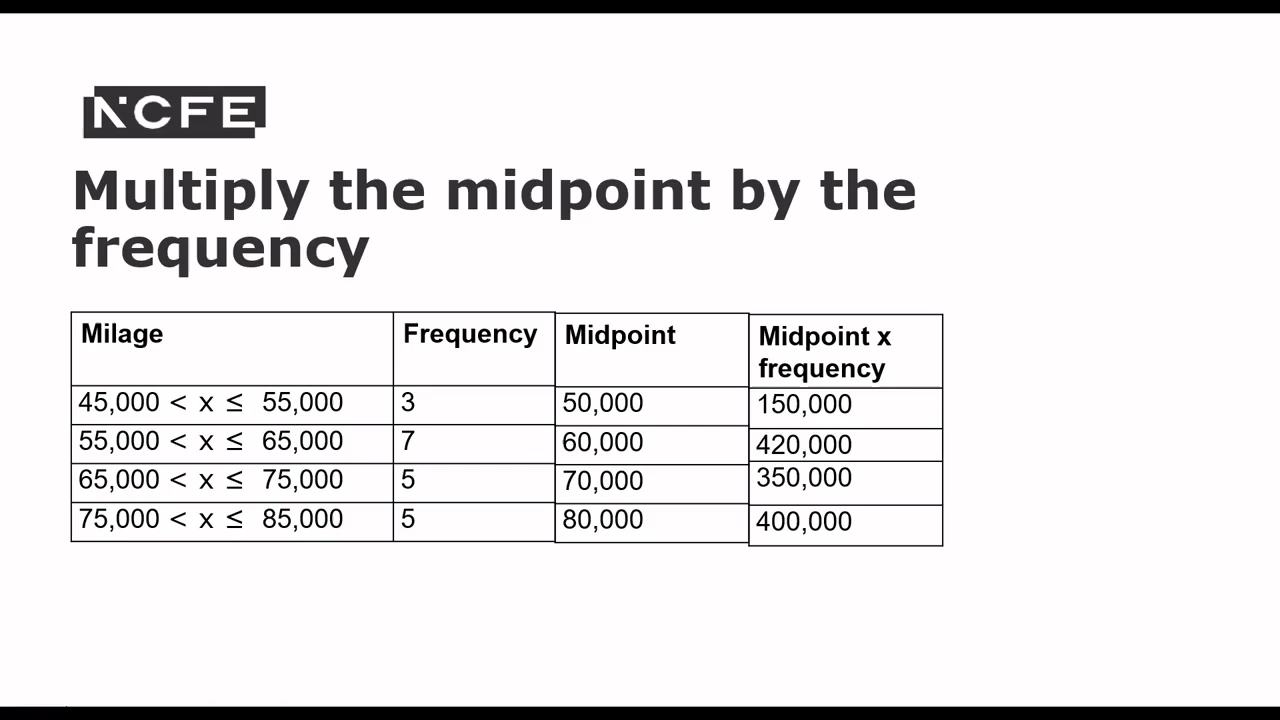 NCFE
Multiply the midpoint by the
frequency
Milage Frequency Midpoint Midpoint x
frequency
45,000 < x ≤ 55,000 3 50,000 150,000
55,000 < x ≤ 65,000 7 60,000 420,000
65,000 < x ≤ 75,000 5 70,000 350,000
75,000 < x ≤ 85,000 5 80,000 400,000